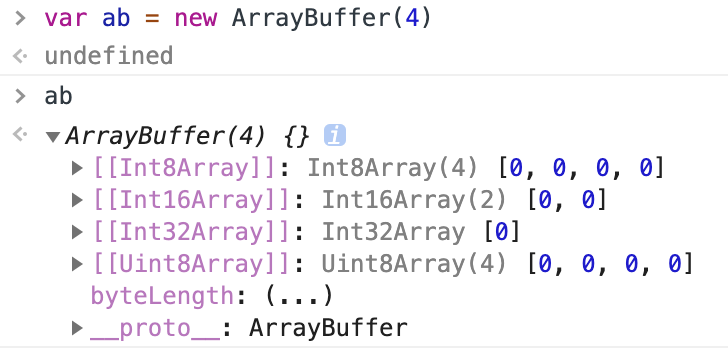 > var ab = new ArrayBuffer(4)
undefined
> ab
▼ArrayBuffer(4) {} i
▶[[Int8Array]]: Int8Array(4) [0, 0, 0, 0]
▶[[Int16Array]]: Int16Array(2) [0, 0]
▶[[Int32Array]]: Int32Array [0]
▶[[Uint8Array]]: Uint8Array(4) [0, 0, 0, 0]
byteLength: (...)
▶__proto__: ArrayBuffer